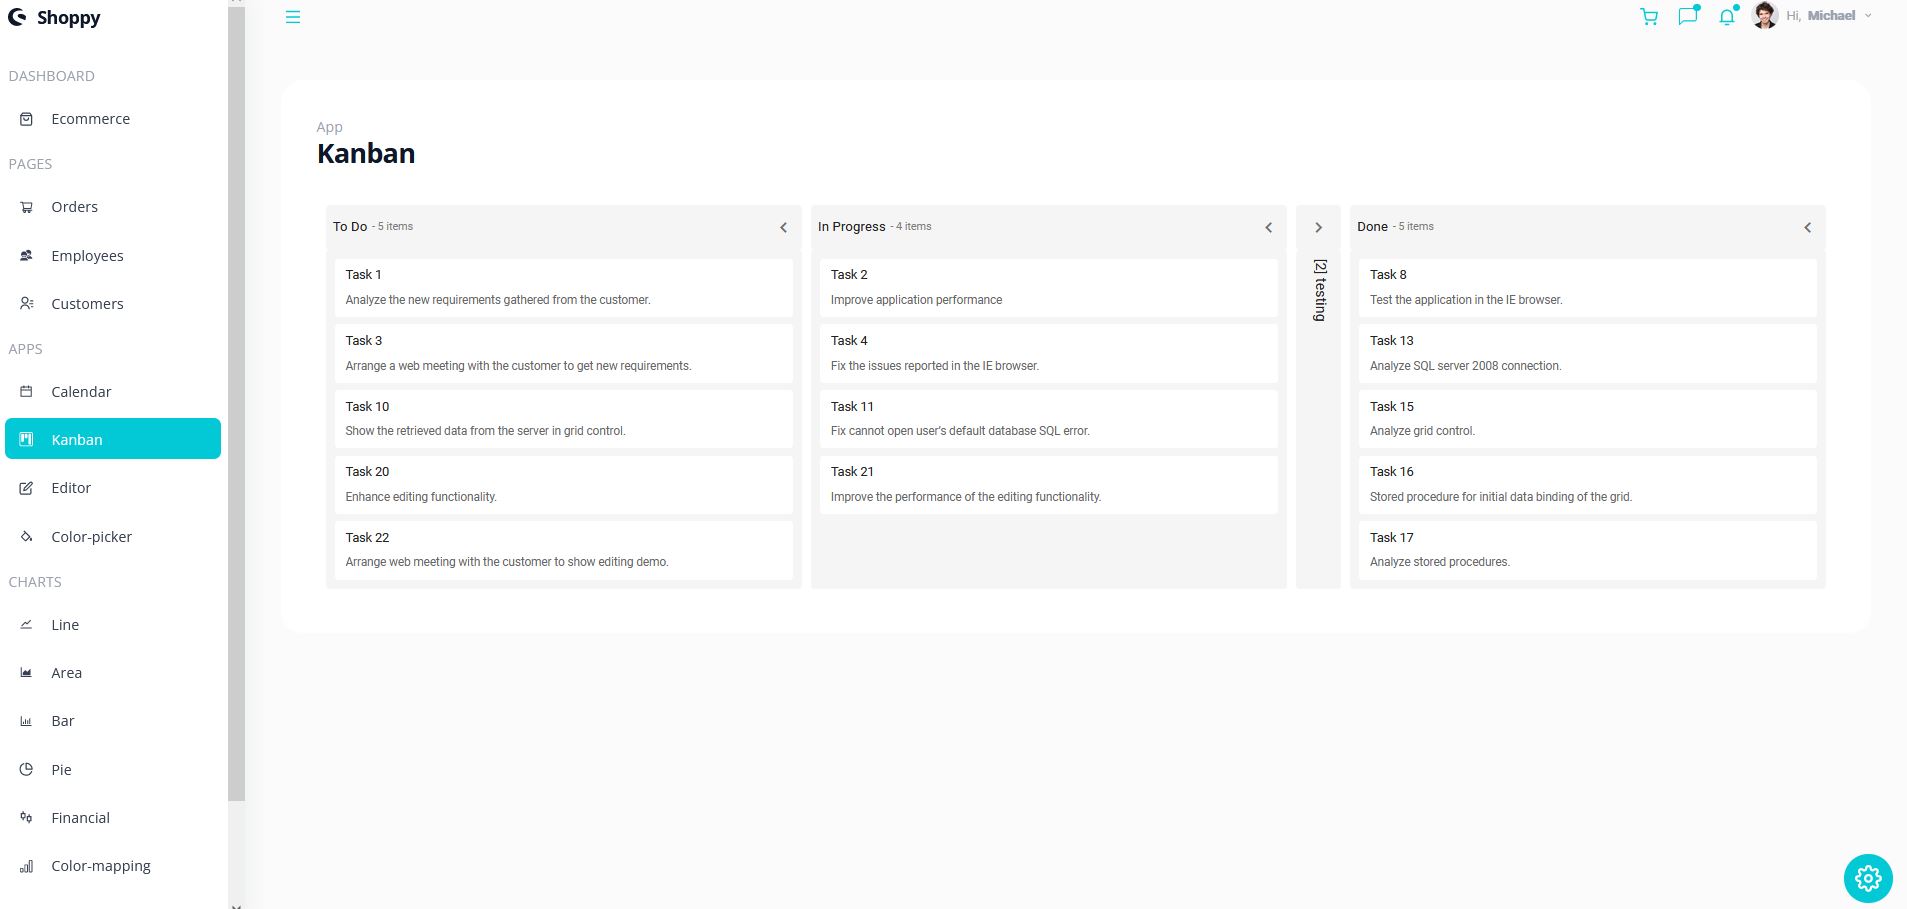 Shoppy
DASHBOARD
Ecommerce
PAGES
Orders
Employees
Customers
APPS
Calendar
Kanban
Editor
Color-picker
CHARTS
Line
Area
Bar
Pie
Financial
Color-mapping
Hi, Michael
App
Kanban
To Do - 5 items
Task 1
Analyze the new requirements gathered from the customer.
Task 3
Arrange a web meeting with the customer to get new requirements.
Task 10
Show the retrieved data from the server in grid control.
Task 20
Enhance editing functionality.
Task 22
Arrange web meeting with the customer to show editing demo.
In Progress - 4 items
Task 2
Improve application performance
Task 4
Fix the issues reported in the IE browser.
Task 11
Fix cannot open user's default database SQL error.
Task 21
Improve the performance of the editing functionality.
[2] testing
Done - 5 items
Task 8
Test the application in the IE browser.
Task 13
Analyze SQL server 2008 connection.
Task 15
Analyze grid control.
Task 16
Stored procedure for initial data binding of the grid.
Task 17
Analyze stored procedures.